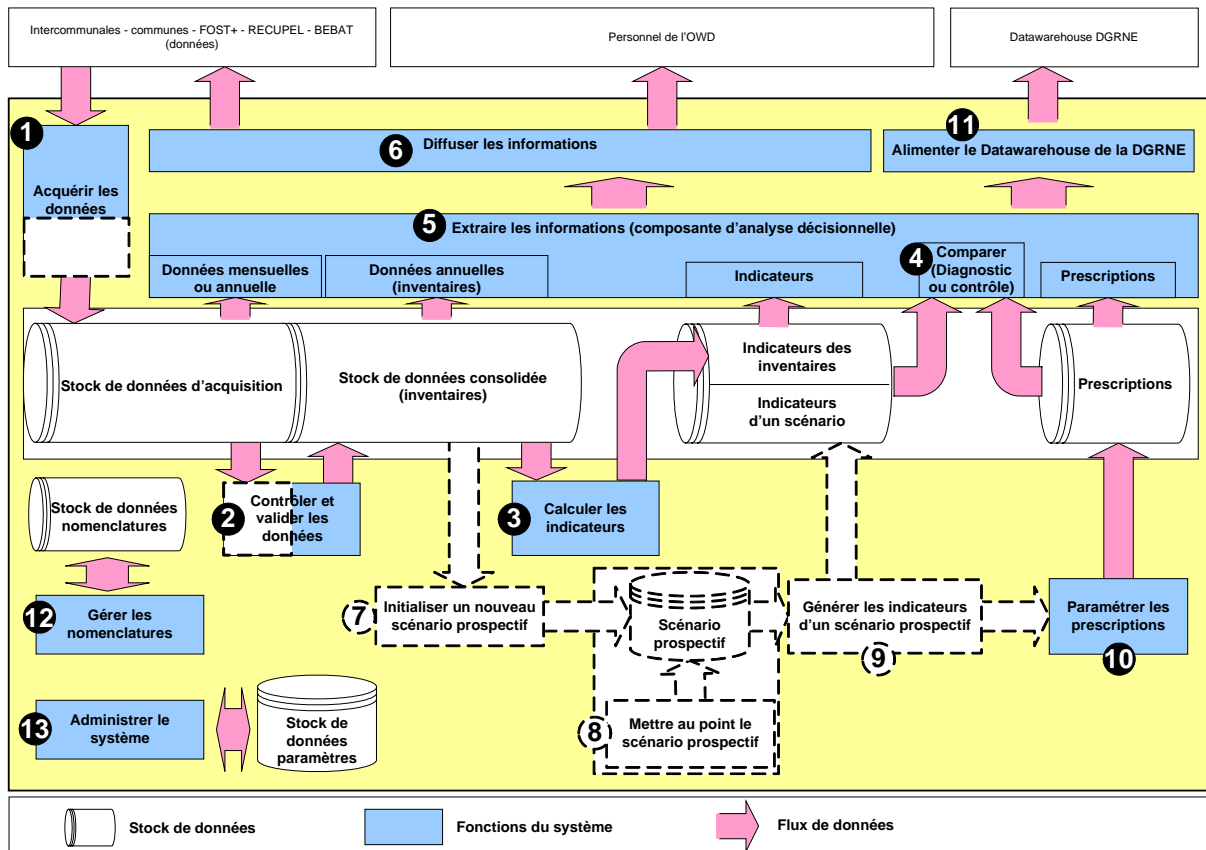 Intercommunales - communes - FOST+ - RECUPEL - BEBAT
(données)
Personnel de l'OWD
Datawarehouse DGRNE
1
Acquérir les
données
6
Diffuser les informations
11
Alimenter le Datawarehouse de la DGRNE
5
Extraire les informations (composante d'analyse décisionnelle)
Données mensuelles
ou annuelle
Données annuelles
(inventaires)
Indicateurs
4
Comparer
(Diagnostic
ou contrôle)
Prescriptions
Stock de données d'acquisition
Stock de données consolidée
(inventaires)
Indicateurs des
inventaires
Indicateurs
d'un scénario
Prescriptions
Stock de données
nomenclatures
2
Contrôler et
valider les
données
3
Calculer les
indicateurs
12
Gérer les
nomenclatures
7
Initialiser un nouveau
scénario prospectif
Scénario
prospectif
Générer les indicateurs
d'un scénario prospectif
9
Paramétrer les
prescriptions
10
13
Administrer le
système
Stock de
données
paramètres
8
Mettre au point le
scénario prospectif
Stock de données
Fonctions du système
Flux de données